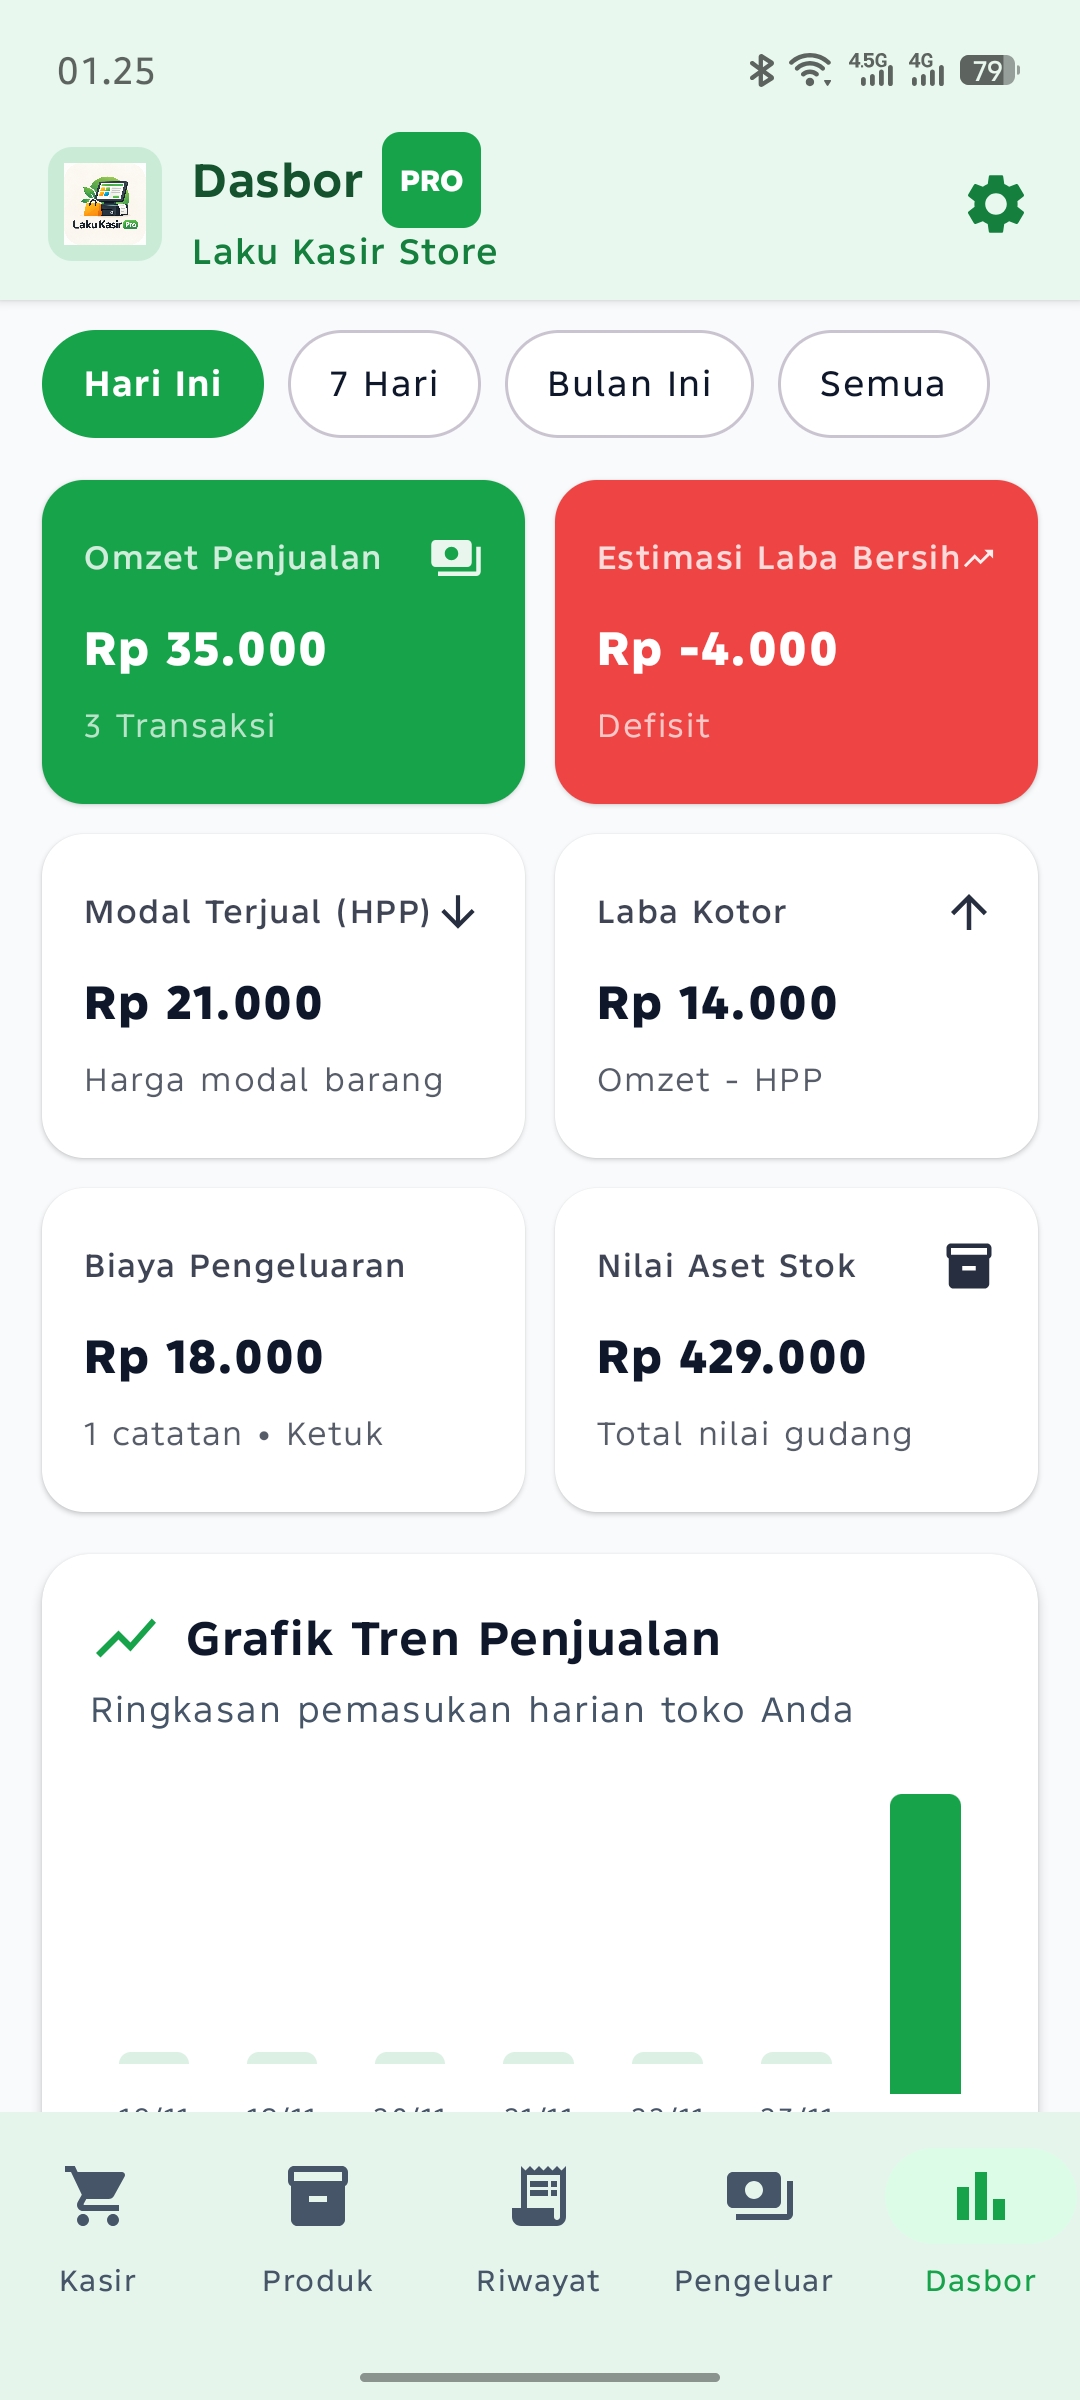 01.25
4.5G 4G 79
Laku Kasir Pro
Dasbor PRO
Laku Kasir Store
Hari Ini 7 Hari Bulan Ini Semua
Omzet Penjualan
Rp 35.000
3 Transaksi
Estimasi Laba Bersih
Rp -4.000
Defisit
Modal Terjual (HPP)
Rp 21.000
Harga modal barang
Laba Kotor
Rp 14.000
Omzet - HPP
Biaya Pengeluaran
Rp 18.000
1 catatan • Ketuk
Nilai Aset Stok
Rp 429.000
Total nilai gudang
Grafik Tren Penjualan
Ringkasan pemasukan harian toko Anda
Kasir Produk Riwayat Pengeluar Dasbor